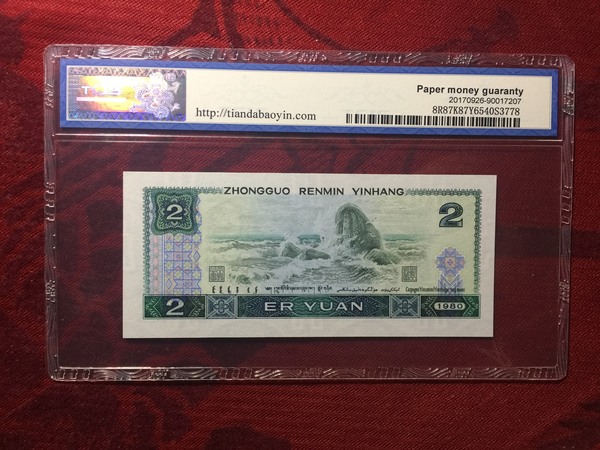 Paper money guaranty
20170926-90017207
http://tiandabaoyin.com
8R87K87Y6540S3778
ZHONGGUO RENMIN YINHANG
2
2
2
ER YUAN
1980